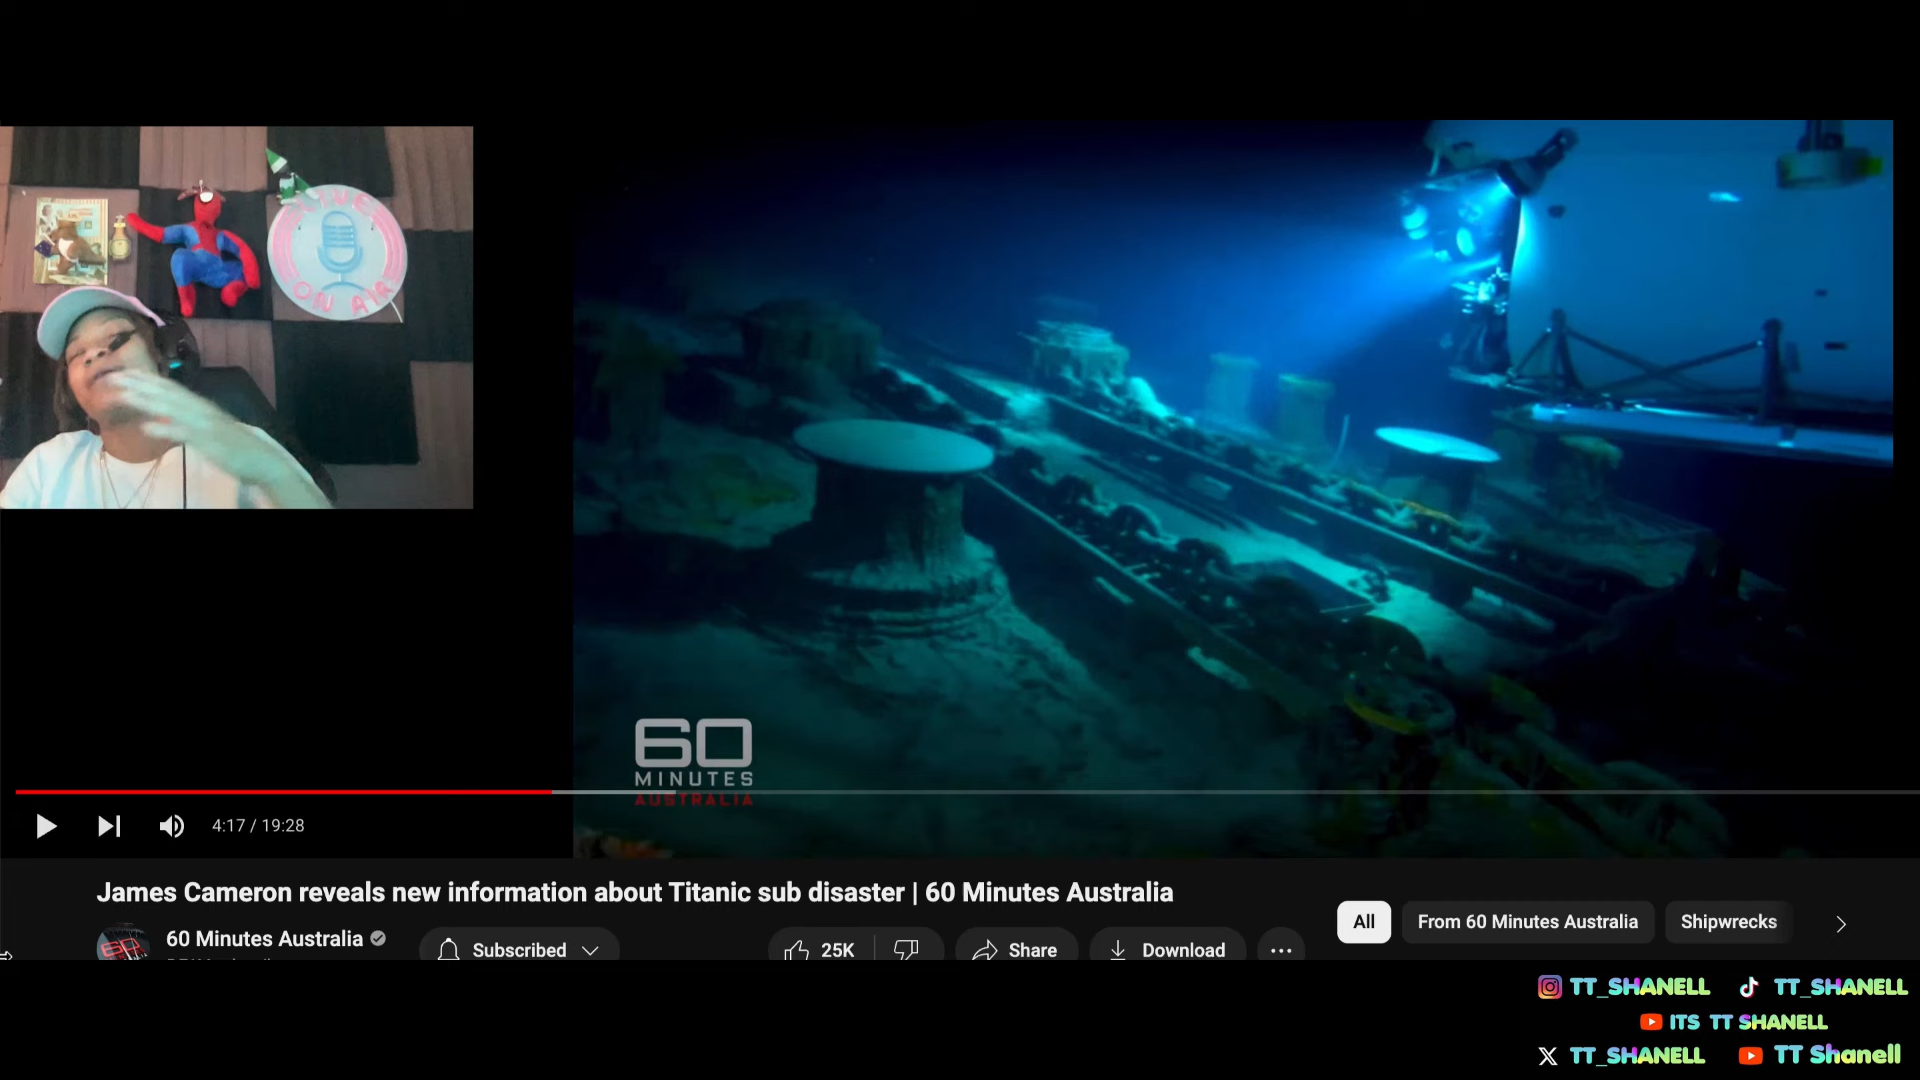 LIVE
ON AIR
60
MINUTES
AUSTRALIA
4:17 / 19:28
James Cameron reveals new information about Titanic sub disaster | 60 Minutes Australia
60 Minutes Australia
Subscribed
25K
Share
Download
All
From 60 Minutes Australia
Shipwrecks
TT_SHANELL
TT_SHANELL
ITS TT SHANELL
TT_SHANELL
TT Shanell